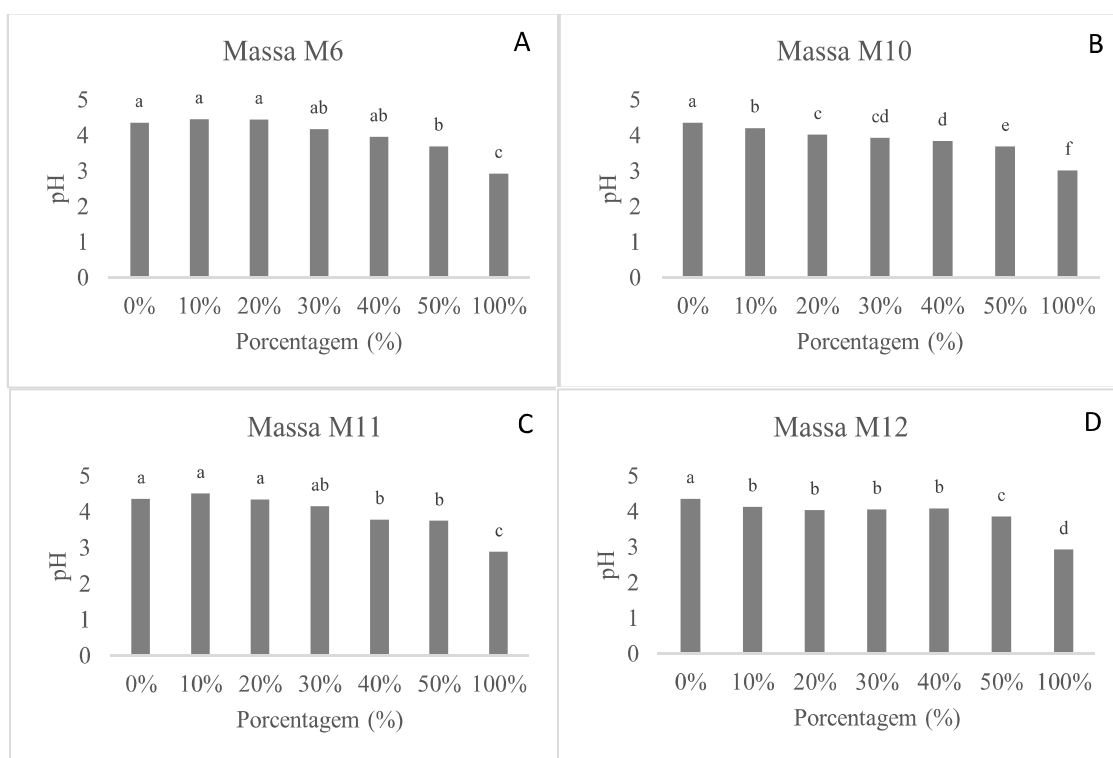 A
Massa M6
a a a ab ab b c
5
4
3
2
1
0
pH
0% 10% 20% 30% 40% 50% 100%
Porcentagem (%)
B
Massa M10
a b c cd d e f
5
4
3
2
1
0
pH
0% 10% 20% 30% 40% 50% 100%
Porcentagem (%)
C
Massa M11
a a a ab b b c
5
4
3
2
1
0
pH
0% 10% 20% 30% 40% 50% 100%
Porcentagem (%)
D
Massa M12
a b b b b c d
5
4
3
2
1
0
pH
0% 10% 20% 30% 40% 50% 100%
Porcentagem (%)